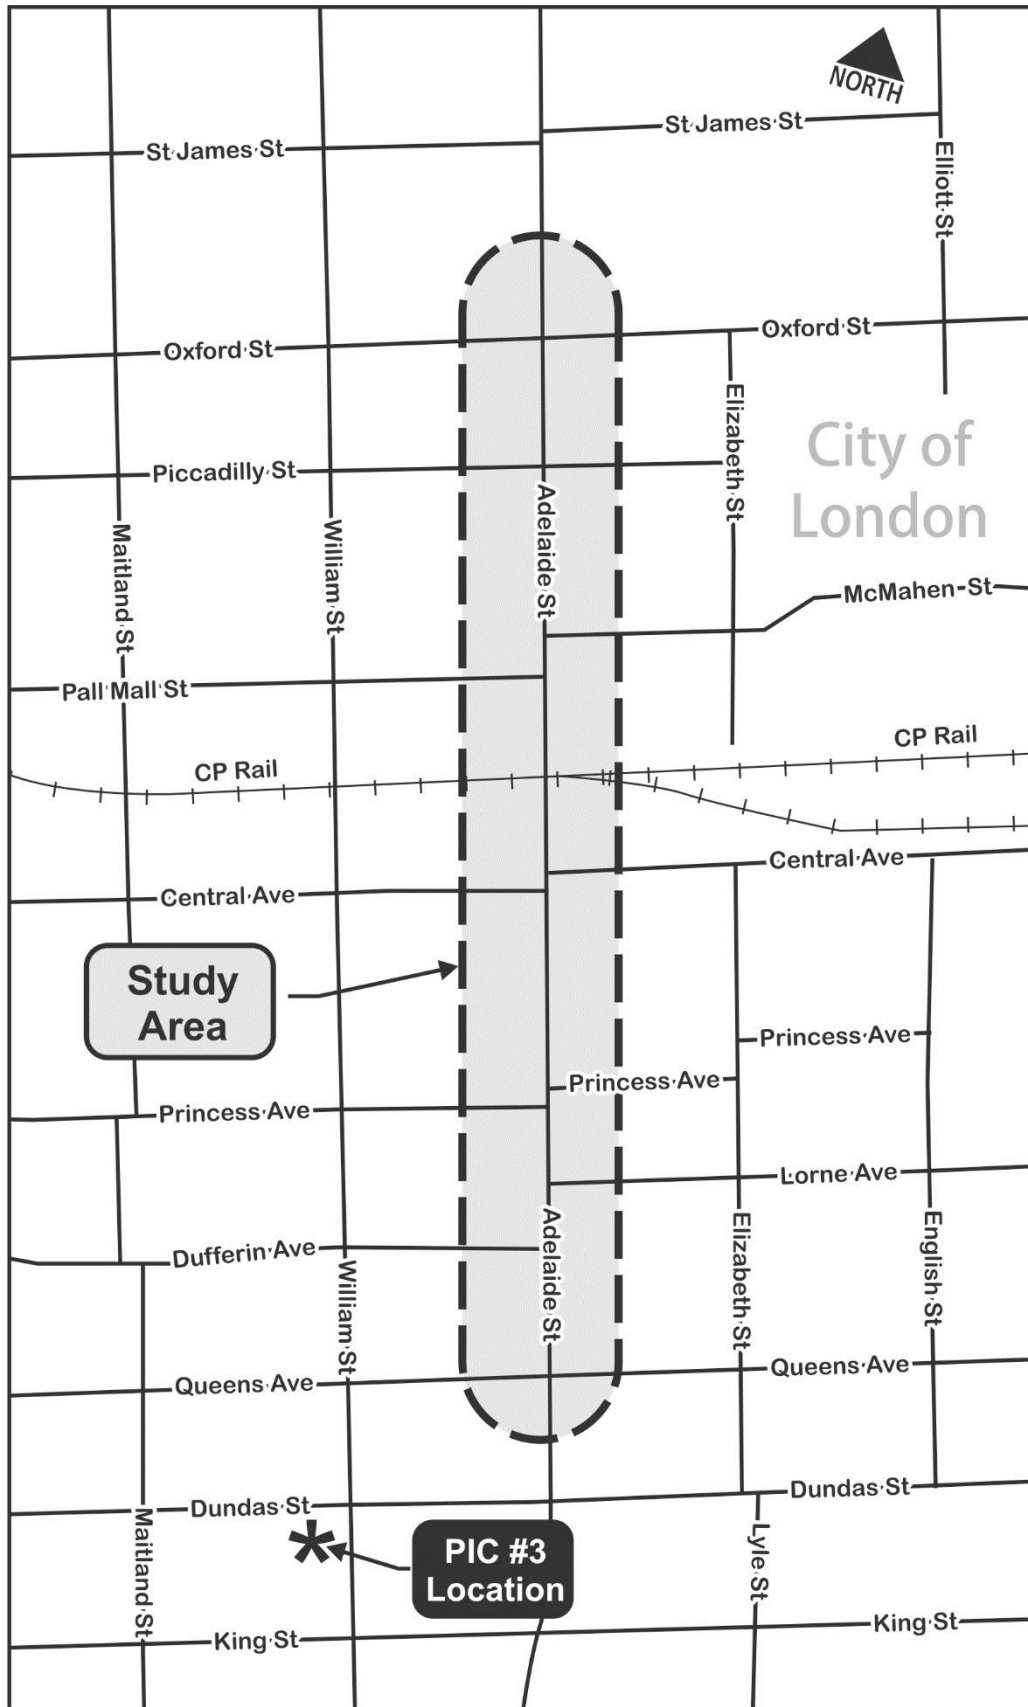 NORTH
St James St
St James St
Elliott St
Oxford St
Oxford St
Elizabeth St
City of
London
Piccadilly St
Adelaide St
Maitland St
William St
McMahen St
Pall Mall St
CP Rail
CP Rail
Central Ave
Central Ave
Study
Area
Princess Ave
Princess Ave
Princess Ave
Lorne Ave
Adelaide St
Elizabeth St
English St
Dufferin Ave
William St
Queens Ave
Queens Ave
Dundas St
Dundas St
Maitland St
PIC #3
Location
Lyle St
King St
King St